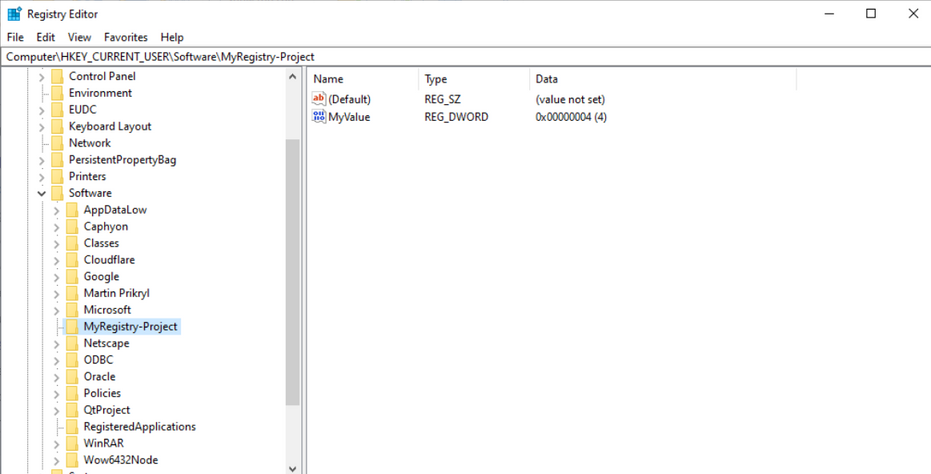 Registry Editor
File Edit View Favorites Help
Computer\HKEY_CURRENT_USER\Software\MyRegistry-Project
Control Panel
Environment
EUDC
Keyboard Layout
Network
PersistentPropertyBag
Printers
Software
AppDataLow
Caphyon
Classes
Cloudflare
Google
Martin Prikryl
Microsoft
MyRegistry-Project
Netscape
ODBC
Oracle
Policies
QtProject
RegisteredApplications
WinRAR
Wow6432Node
Name Type Data
(Default) REG_SZ (value not set)
MyValue REG_DWORD 0x00000004 (4)